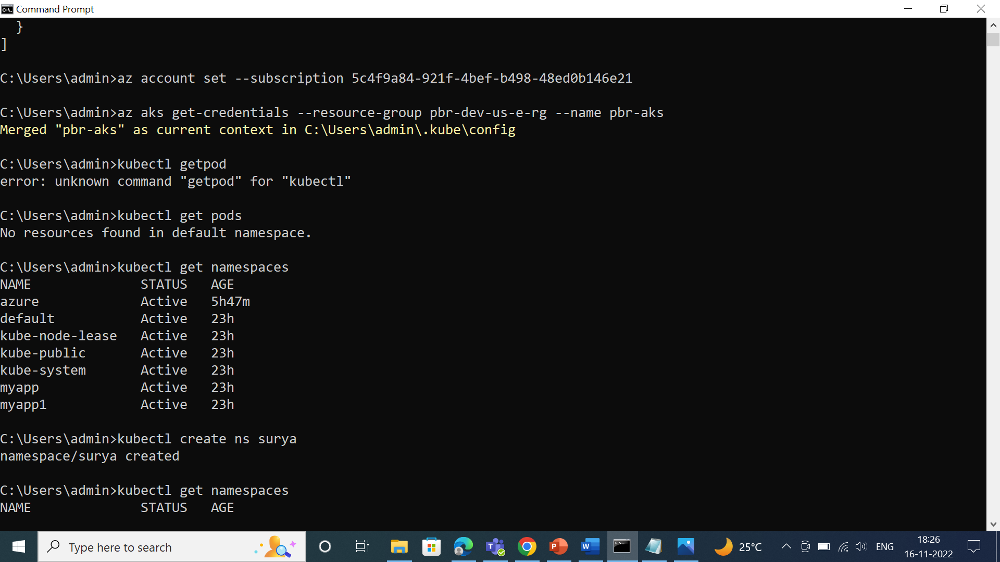 Command Prompt
}
]
C:\Users\admin>az account set --subscription 5c4f9a84-921f-4bef-b498-48ed0b146e21
C:\Users\admin>az aks get-credentials --resource-group pbr-dev-us-e-rg --name pbr-aks
Merged "pbr-aks" as current context in C:\Users\admin\.kube\config
C:\Users\admin>kubectl getpod
error: unknown command "getpod" for "kubectl"
C:\Users\admin>kubectl get pods
No resources found in default namespace.
C:\Users\admin>kubectl get namespaces
NAME STATUS AGE
azure Active 5h47m
default Active 23h
kube-node-lease Active 23h
kube-public Active 23h
kube-system Active 23h
myapp Active 23h
myapp1 Active 23h
C:\Users\admin>kubectl create ns surya
namespace/surya created
C:\Users\admin>kubectl get namespaces
NAME STATUS AGE
Type here to search
25°C
ENG
18:26
16-11-2022